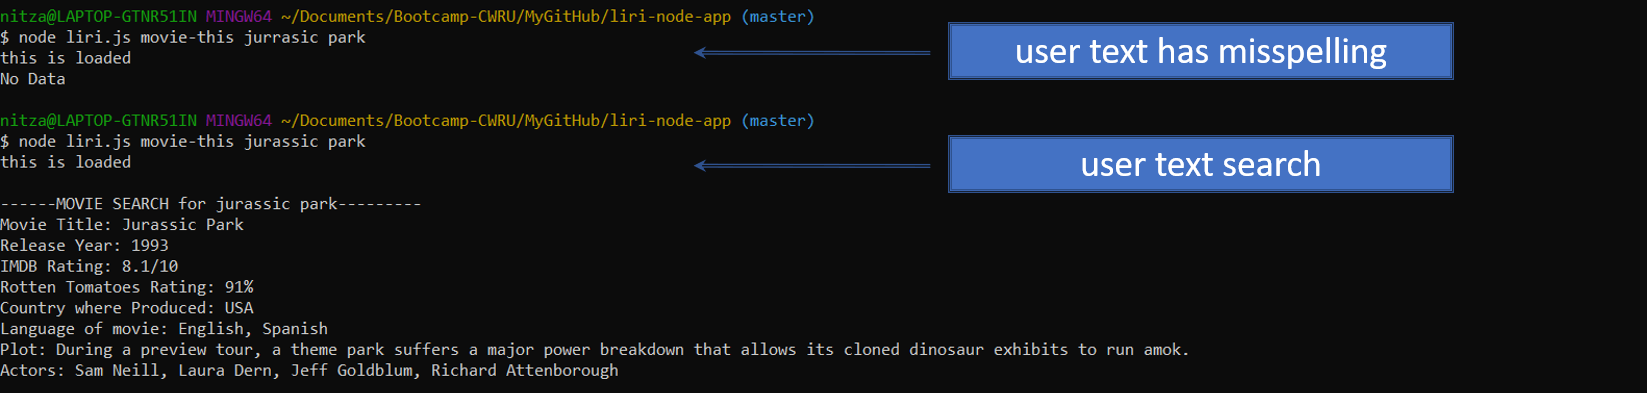 nitza@LAPTOP-GTNR51IN MINGW64 ~/Documents/Bootcamp-CWRU/MyGitHub/liri-node-app (master)
$ node liri.js movie-this jurrasic park
this is loaded
No Data
user text has misspelling
nitza@LAPTOP-GTNR51IN MINGW64 ~/Documents/Bootcamp-CWRU/MyGitHub/liri-node-app (master)
$ node liri.js movie-this jurassic park
this is loaded
user text search
------MOVIE SEARCH for jurassic park---------
Movie Title: Jurassic Park
Release Year: 1993
IMDB Rating: 8.1/10
Rotten Tomatoes Rating: 91%
Country where Produced: USA
Language of movie: English, Spanish
Plot: During a preview tour, a theme park suffers a major power breakdown that allows its cloned dinosaur exhibits to run amok.
Actors: Sam Neill, Laura Dern, Jeff Goldblum, Richard Attenborough